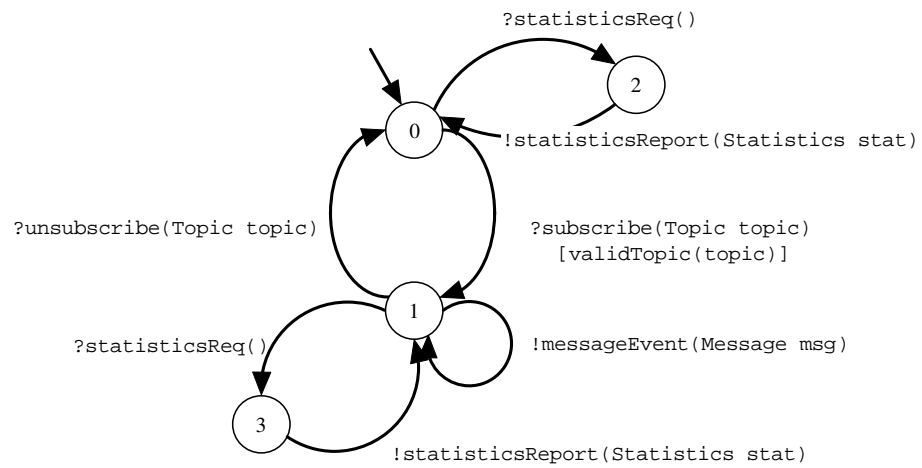 ?statisticsReq()
2
0
!statisticsReport(Statistics stat)
?unsubscribe(Topic topic)
?subscribe(Topic topic)
[validTopic(topic)]
1
?statisticsReq()
!messageEvent(Message msg)
3
!statisticsReport(Statistics stat)